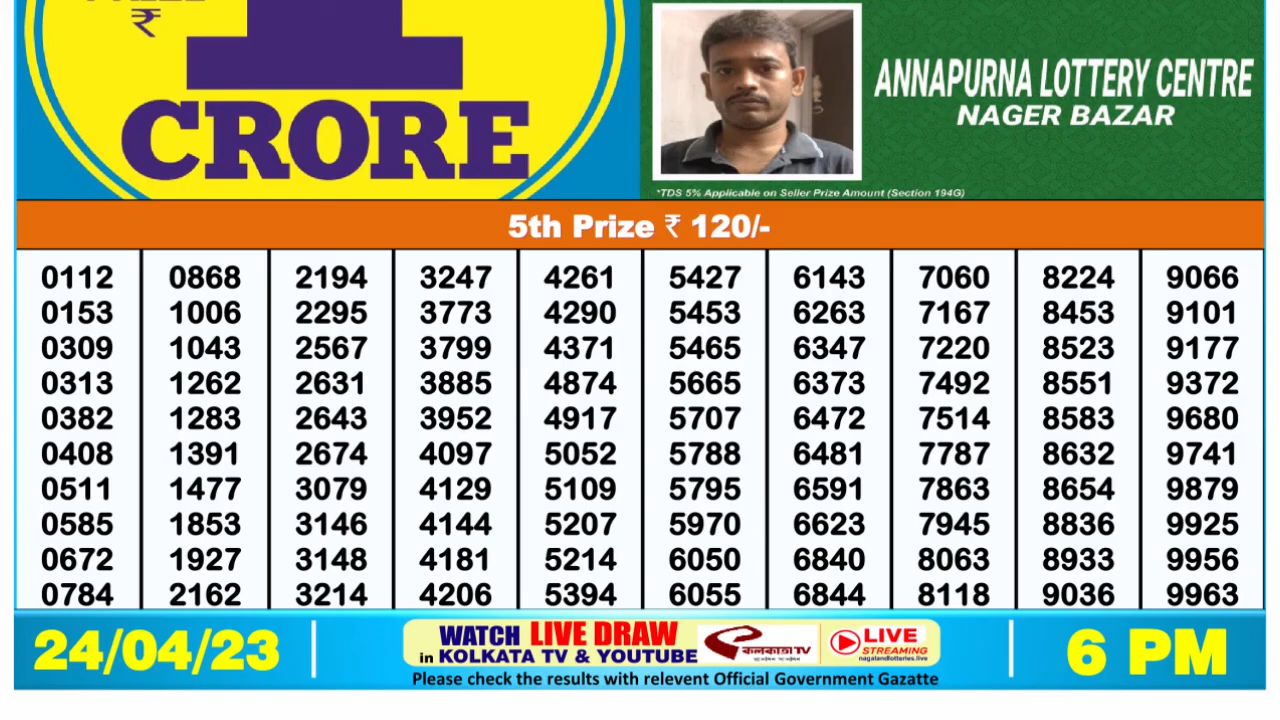 ₹
CRORE
ANNAPURNA LOTTERY CENTRE
NAGER BAZAR
*TDS 5% Applicable on Seller Prize Amount (Section 194G)
5th Prize ₹ 120/-
0112 0868 2194 3247 4261 5427 6143 7060 8224 9066
0153 1006 2295 3773 4290 5453 6263 7167 8453 9101
0309 1043 2567 3799 4371 5465 6347 7220 8523 9177
0313 1262 2631 3885 4874 5665 6373 7492 8551 9372
0382 1283 2643 3952 4917 5707 6472 7514 8583 9680
0408 1391 2674 4097 5052 5788 6481 7787 8632 9741
0511 1477 3079 4129 5109 5795 6591 7863 8654 9879
0585 1853 3146 4144 5207 5970 6623 7945 8836 9925
0672 1927 3148 4181 5214 6050 6840 8063 8933 9956
0784 2162 3214 4206 5394 6055 6844 8118 9036 9963
24/04/23
WATCH LIVE DRAW
in KOLKATA TV & YOUTUBE
কলকাতা TV
LIVE
STREAMING
nagalandlotteries.live
Please check the results with relevent Official Government Gazatte
6 PM